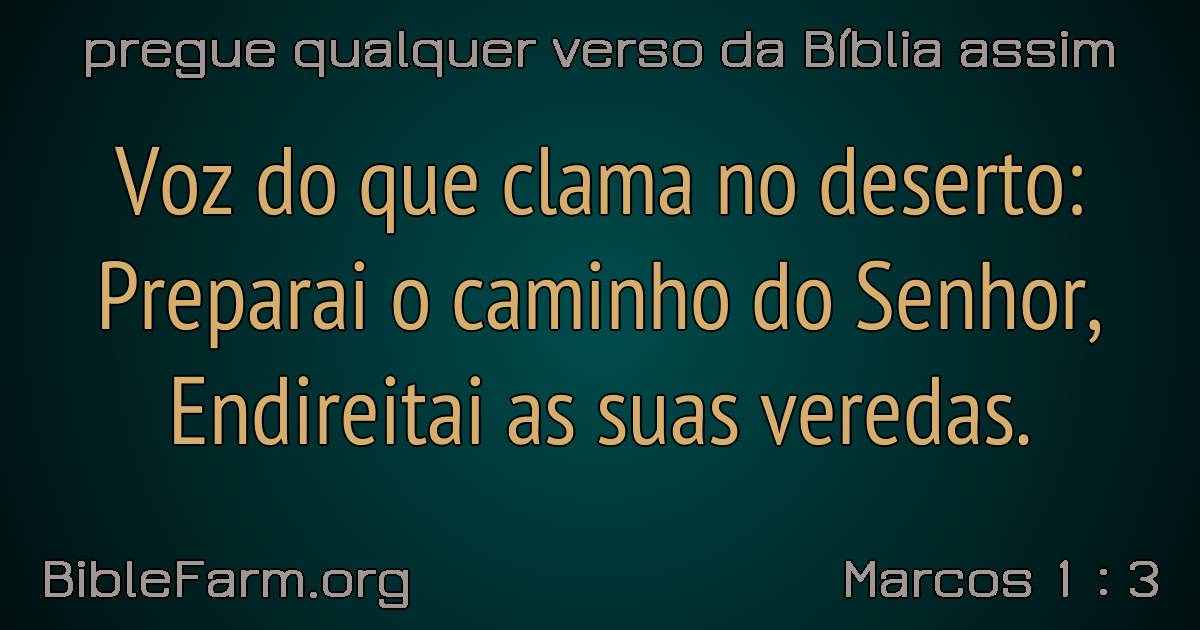 pregue qualquer verso da Bíblia assim
Voz do que clama no deserto:
Preparai o caminho do Senhor,
Endireitai as suas veredas.
BibleFarm.org
Marcos 1 : 3